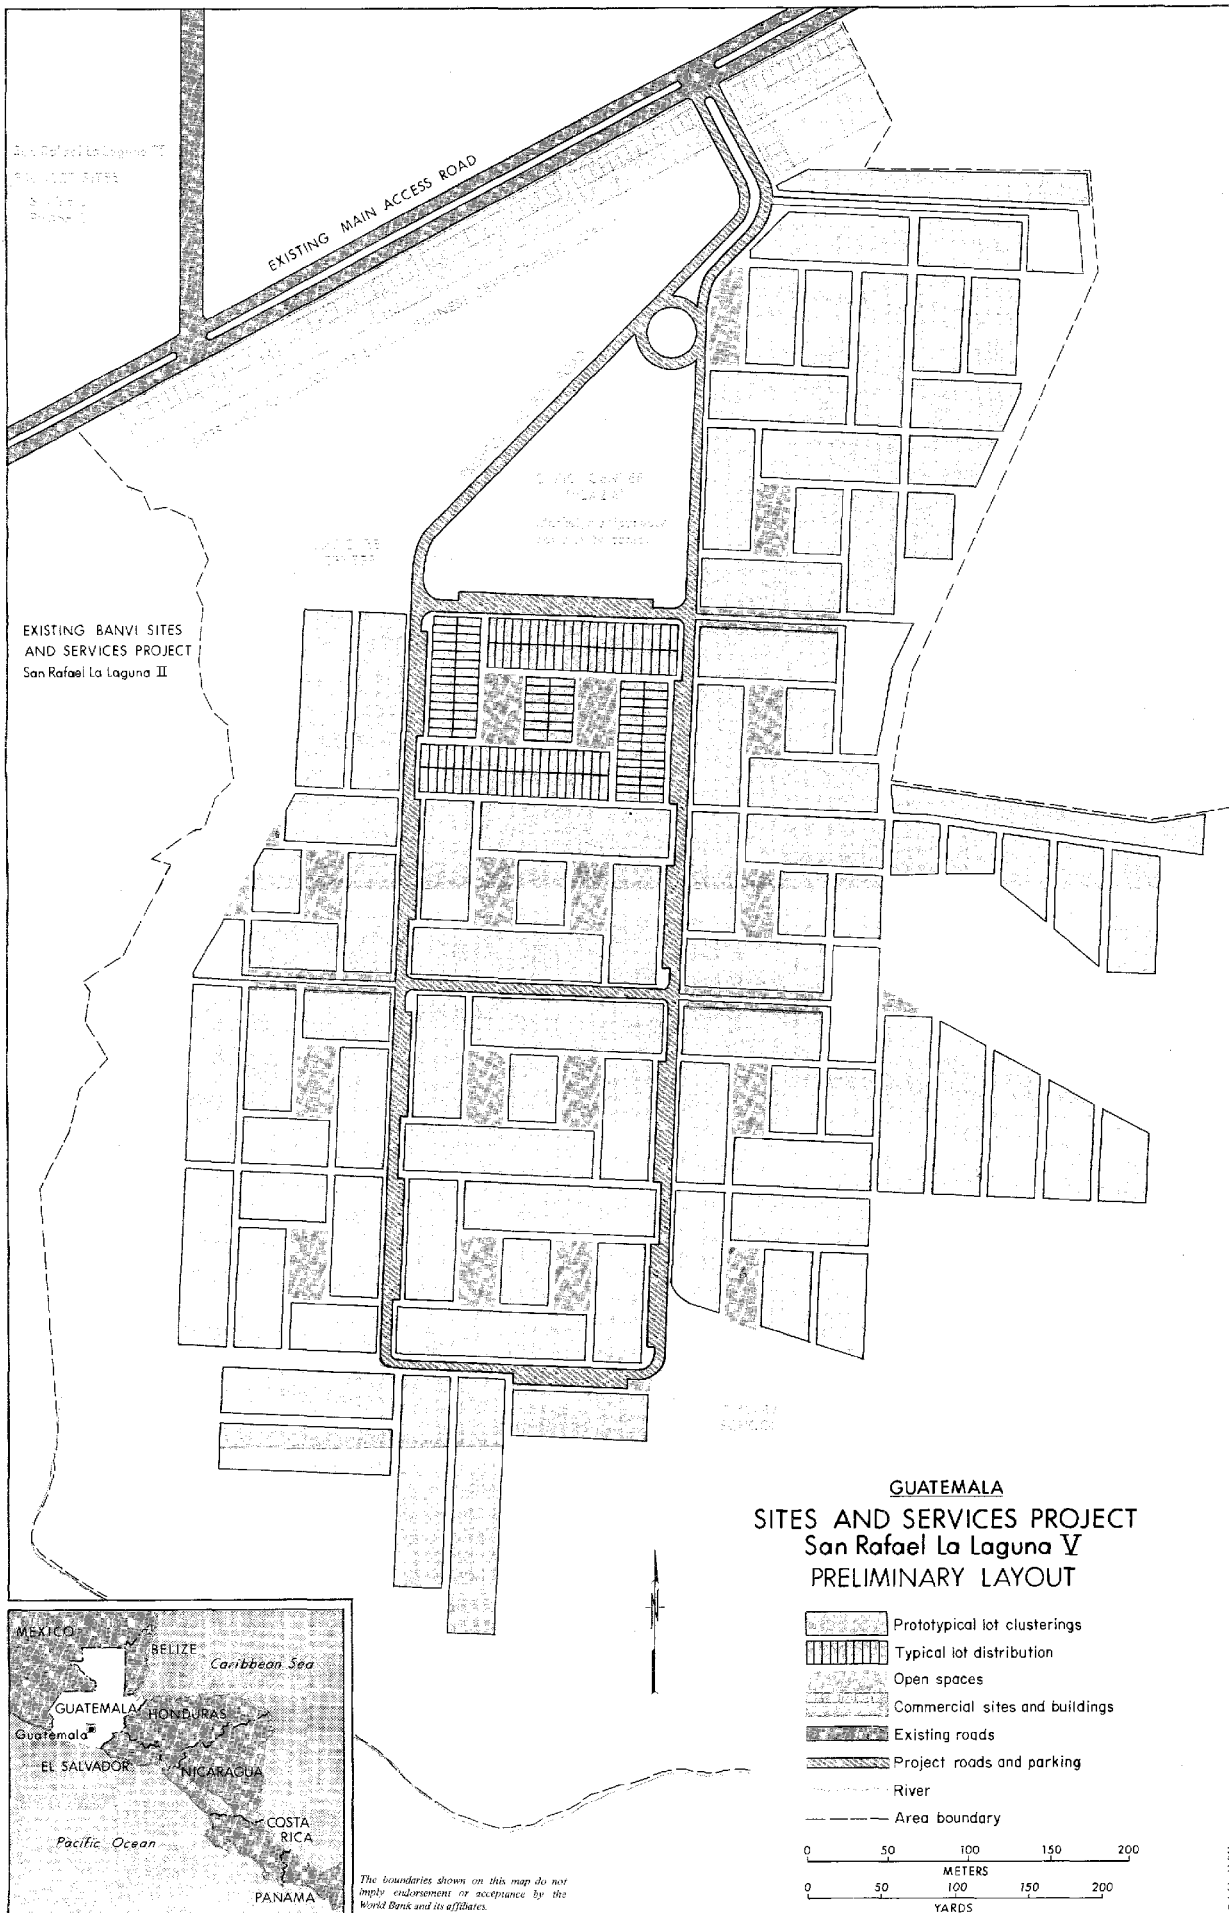 EXISTING MAIN ACCESS ROAD
EXISTING BANVI SITES
AND SERVICES PROJECT
San Rafael La Laguna II
GUATEMALA
SITES AND SERVICES PROJECT
San Rafael La Laguna V
PRELIMINARY LAYOUT
Prototypical lot clusterings
Typical lot distribution
Open spaces
Commercial sites and buildings
Existing roads
Project roads and parking
River
Area boundary
0 50 100 150 200
METERS
0 50 100 150 200
YARDS
MEXICO
BELIZE
Caribbean Sea
GUATEMALA
HONDURAS
Guatemala
EL SALVADOR
NICARAGUA
COSTA
RICA
Pacific Ocean
PANAMA
The boundaries shown on this map do not
imply endorsement or acceptance by the
World Bank and its affiliates.